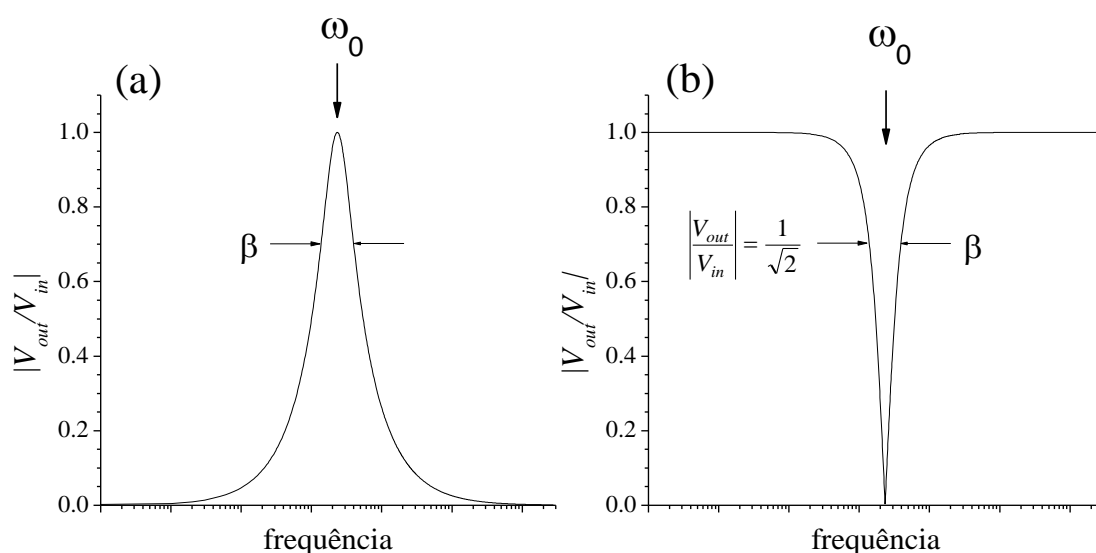 (a)
ω0
1.0
0.8
0.6
0.4
0.2
0.0
|Vout/Vin|
β
frequência
(b)
ω0
1.0
0.8
0.6
0.4
0.2
0.0
|Vout/Vin/
|Vout/Vin| = 1/√2
β
frequência